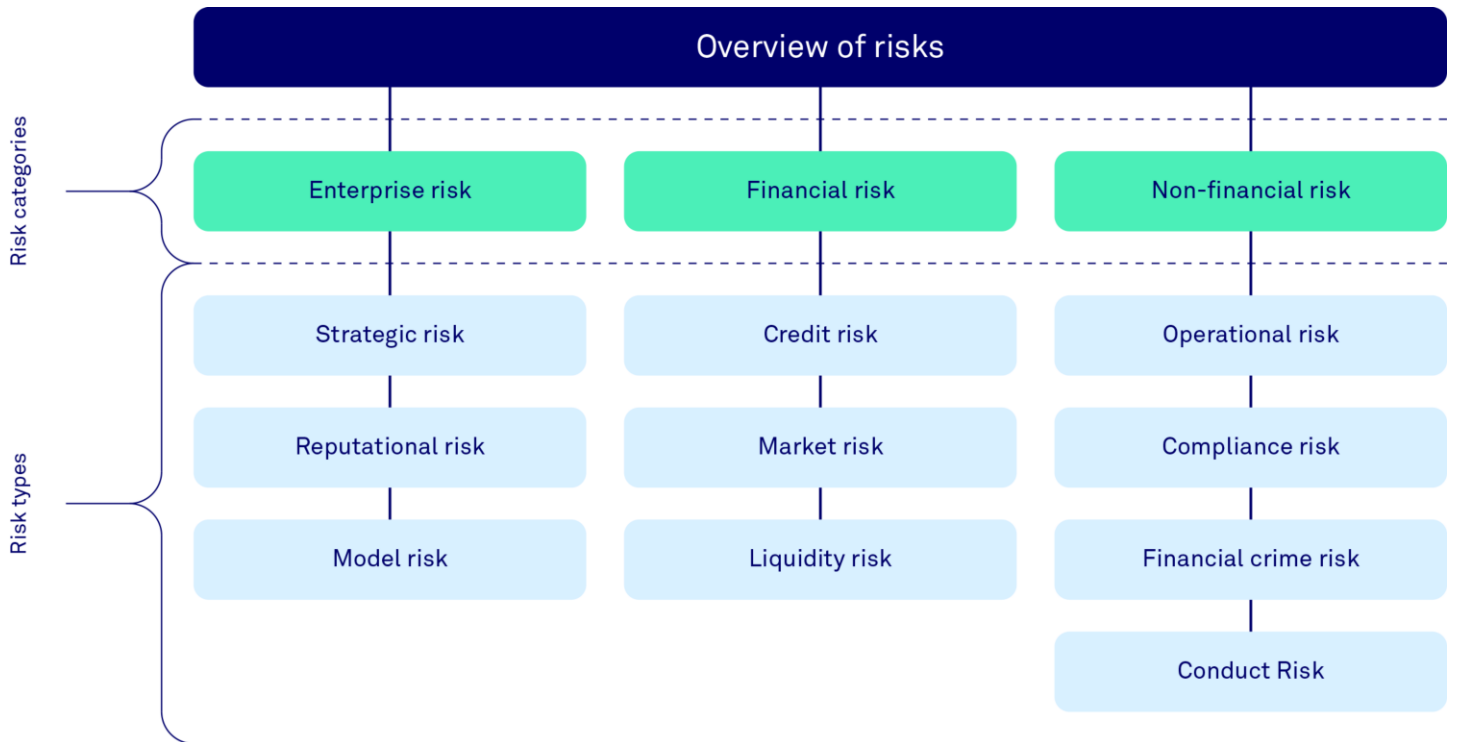 Overview of risks
Risk categories
Enterprise risk
Financial risk
Non-financial risk
Risk types
Strategic risk
Credit risk
Operational risk
Reputational risk
Market risk
Compliance risk
Model risk
Liquidity risk
Financial crime risk
Conduct Risk